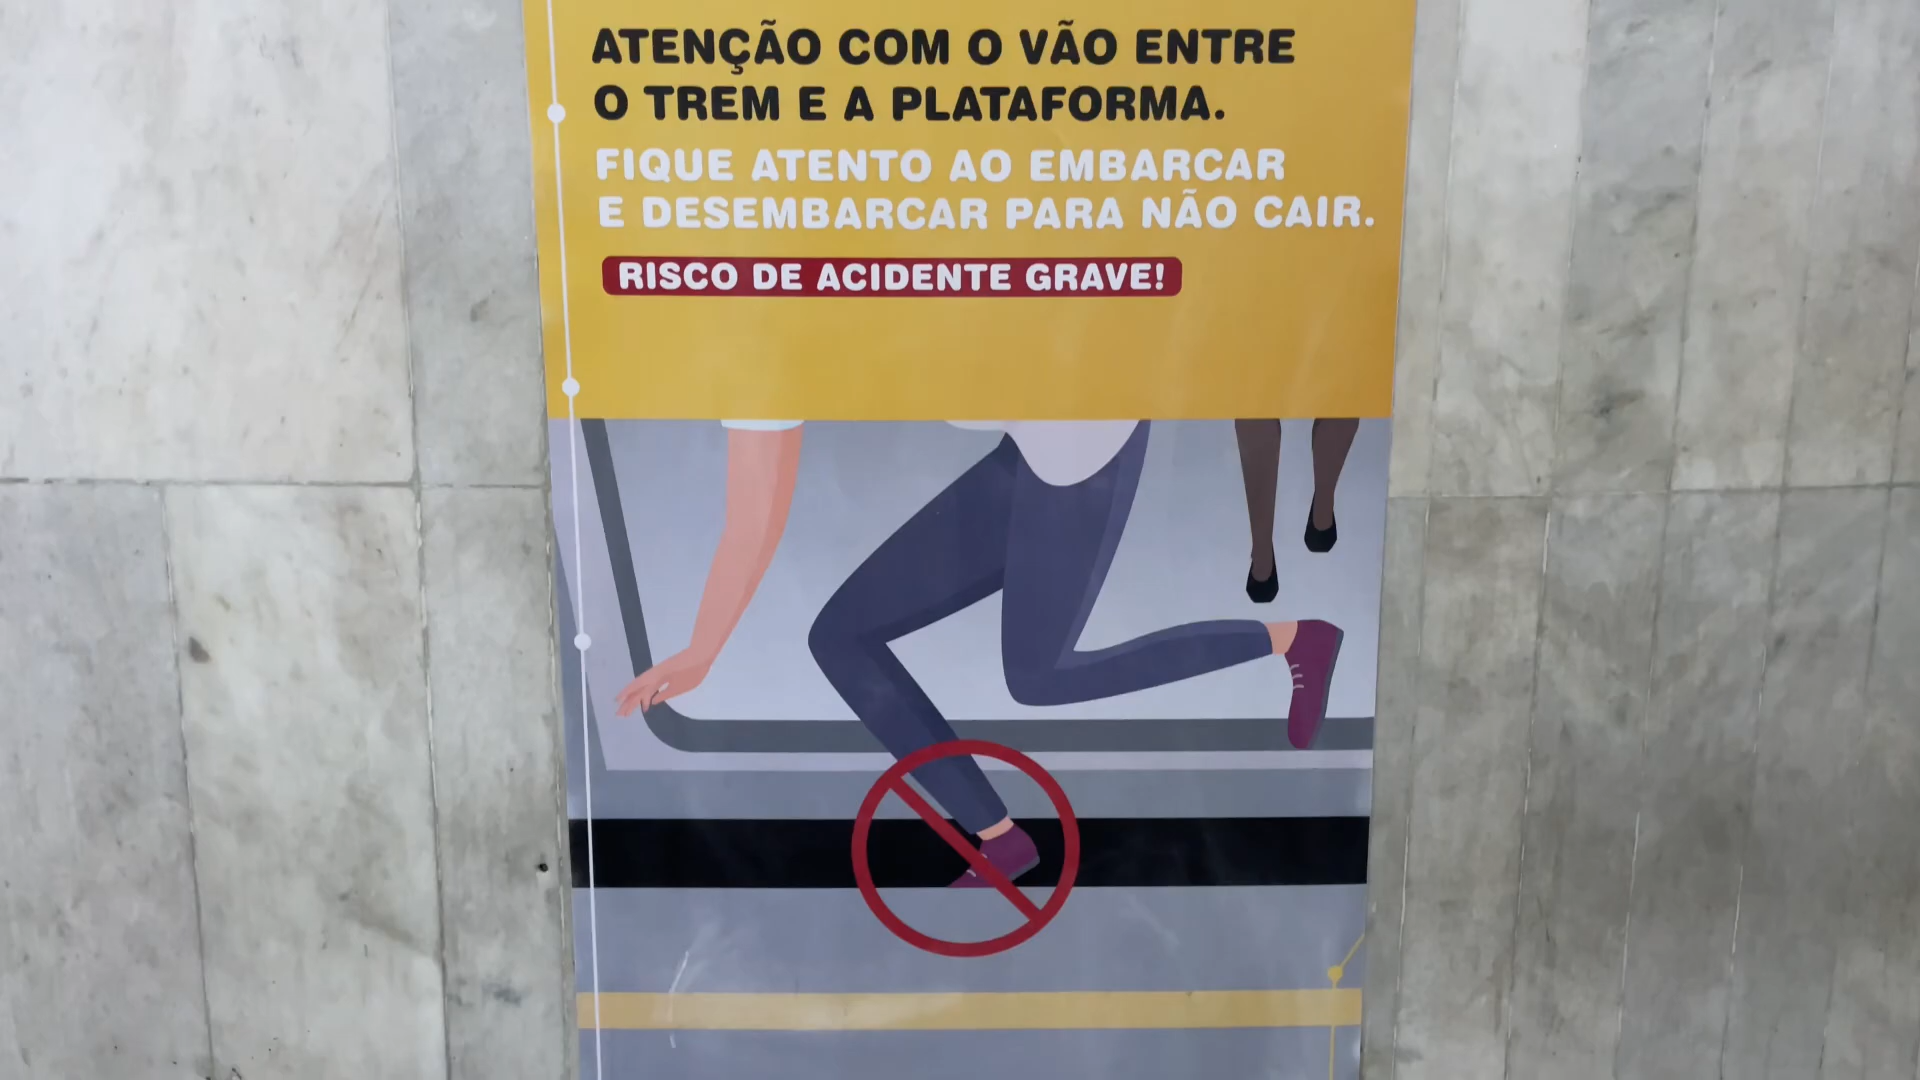 ATENÇÃO COM O VÃO ENTRE
O TREM E A PLATAFORMA.
FIQUE ATENTO AO EMBARCAR
E DESEMBARCAR PARA NÃO CAIR.
RISCO DE ACIDENTE GRAVE!